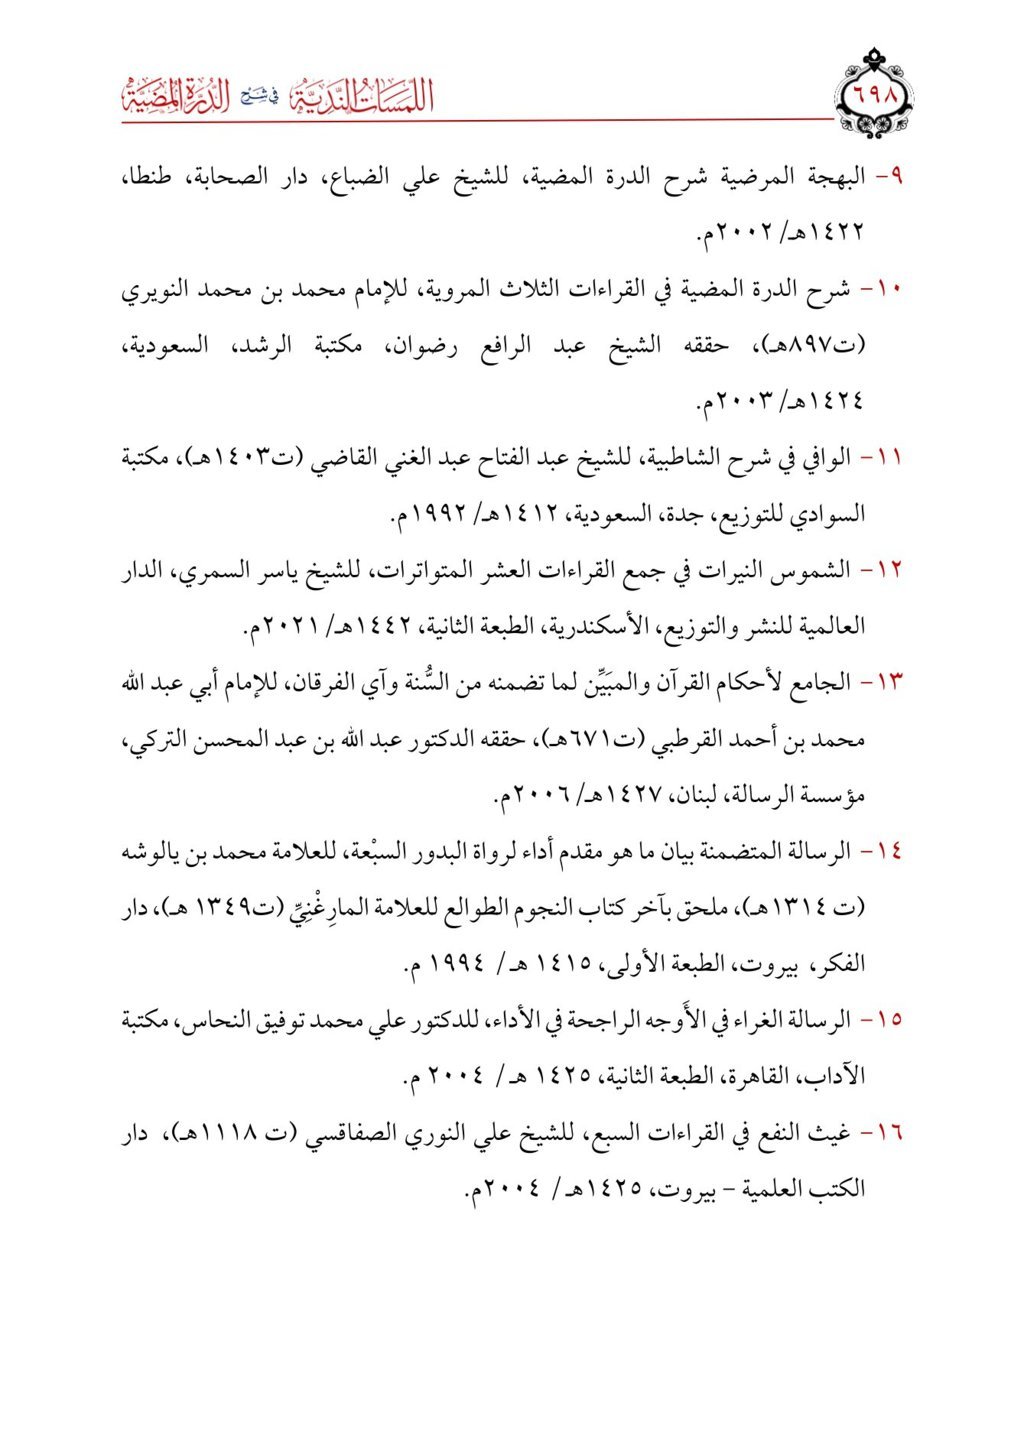 ٦٩٨
اللمسات الندية في شرح الدرة المضية
٩- البهجة المرضية شرح الدرة المضية، للشيخ علي الضباع، دار الصحابة، طنطا،
١٤٢٢هـ/ ٢٠٠٢م.
١٠- شرح الدرة المضية في القراءات الثلاث المروية، للإمام محمد بن محمد النويري
(ت٨٩٧هـ)، حققه الشيخ عبد الرافع رضوان، مكتبة الرشد، السعودية،
١٤٢٤هـ/ ٢٠٠٣م.
١١- الوافي في شرح الشاطبية، للشيخ عبد الفتاح عبد الغني القاضي (ت١٤٠٣هـ)، مكتبة
السوادي للتوزيع، جدة، السعودية، ١٤١٢هـ/ ١٩٩٢م.
١٢- الشموس النيرات في جمع القراءات العشر المتواترات، للشيخ ياسر السمري، الدار
العالمية للنشر والتوزيع، الأسكندرية، الطبعة الثانية، ١٤٤٢هـ/ ٢٠٢١م.
١٣- الجامع لأحكام القرآن والمبَيِّن لما تضمنه من السُّنة وآي الفرقان، للإمام أبي عبد الله
محمد بن أحمد القرطبي (ت٦٧١هـ)، حققه الدكتور عبد الله بن عبد المحسن التركي،
مؤسسة الرسالة، لبنان، ١٤٢٧هـ/ ٢٠٠٦م.
١٤- الرسالة المتضمنة بيان ما هو مقدم أداء لرواة البدور السبْعة، للعلامة محمد بن يالوشه
(ت ١٣١٤هـ)، ملحق بآخر كتاب النجوم الطوالع للعلامة المارِغْنِيِّ (ت١٣٤٩ هـ)، دار
الفكر، بيروت، الطبعة الأولى، ١٤١٥ هـ/ ١٩٩٤ م.
١٥- الرسالة الغراء في الأَوجه الراجحة في الأداء، للدكتور علي محمد توفيق النحاس، مكتبة
الآداب، القاهرة، الطبعة الثانية، ١٤٢٥ هـ/ ٢٠٠٤ م.
١٦- غيث النفع في القراءات السبع، للشيخ علي النوري الصفاقسي (ت ١١١٨هـ)، دار
الكتب العلمية – بيروت، ١٤٢٥هـ/ ٢٠٠٤م.